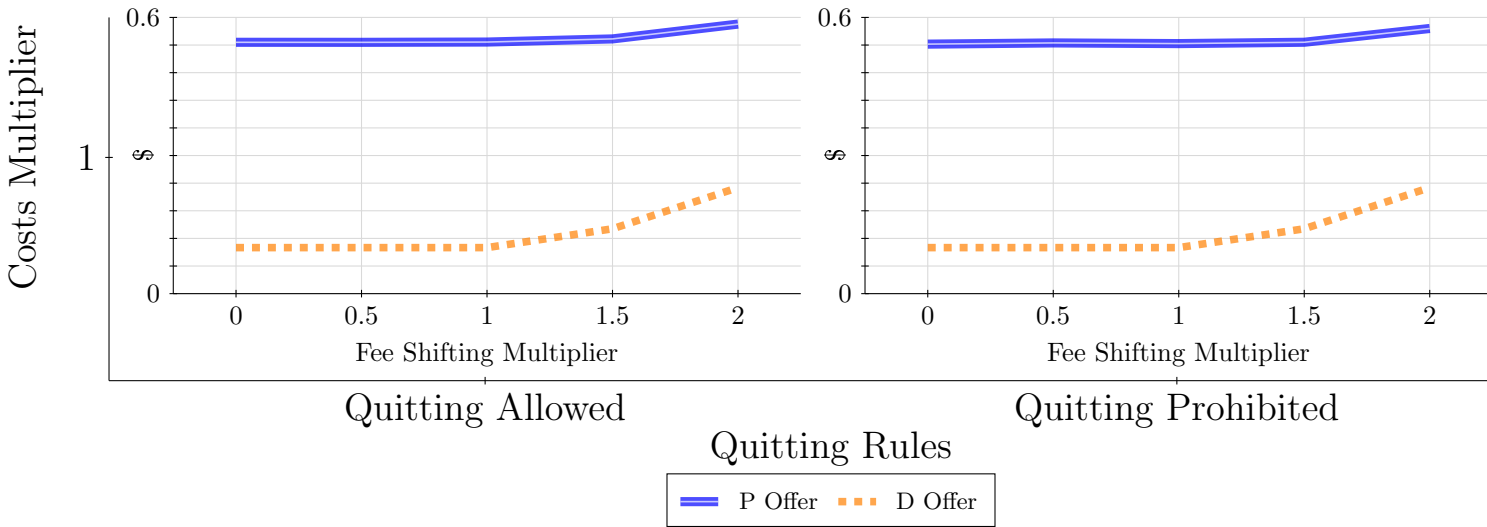 Costs Multiplier
1
0.6
$
0
0 0.5 1 1.5 2
Fee Shifting Multiplier
0.6
$
0
0 0.5 1 1.5 2
Fee Shifting Multiplier
Quitting Allowed
Quitting Prohibited
Quitting Rules
P Offer
D Offer